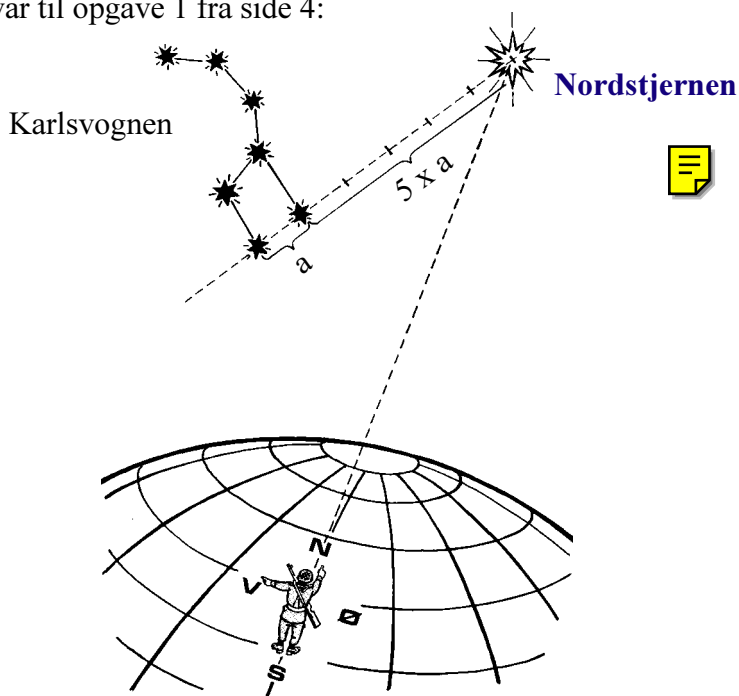 var til opgave 1 fra side 4:
Nordstjernen
Karlsvognen
5 x a
a
N
V
Ø
S